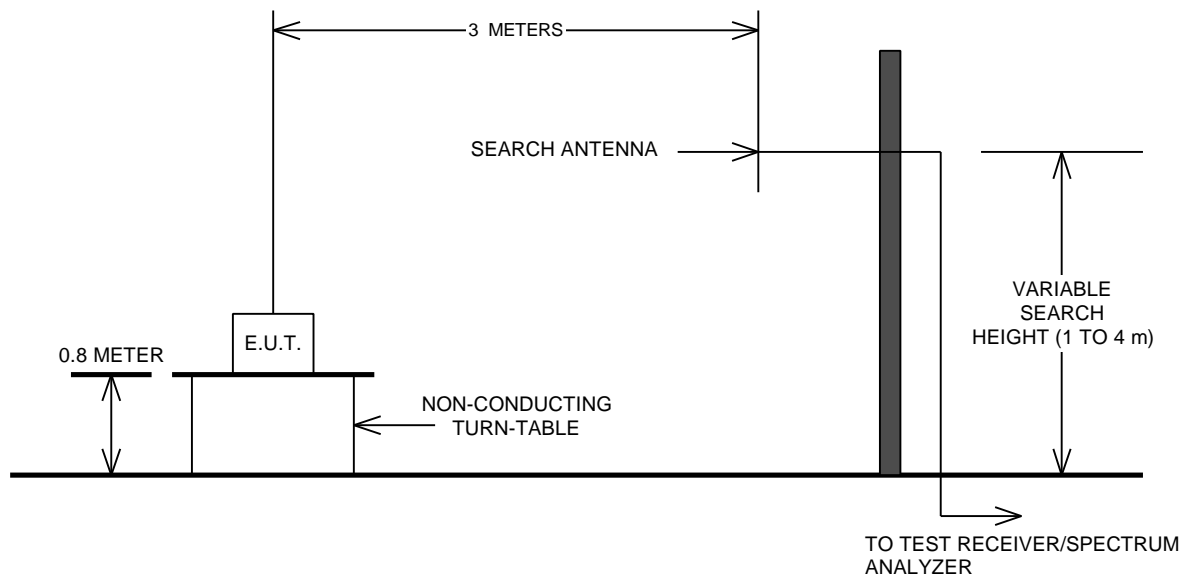 3 METERS
SEARCH ANTENNA
VARIABLE
SEARCH
HEIGHT (1 TO 4 m)
E.U.T.
0.8 METER
NON-CONDUCTING
TURN-TABLE
TO TEST RECEIVER/SPECTRUM
ANALYZER